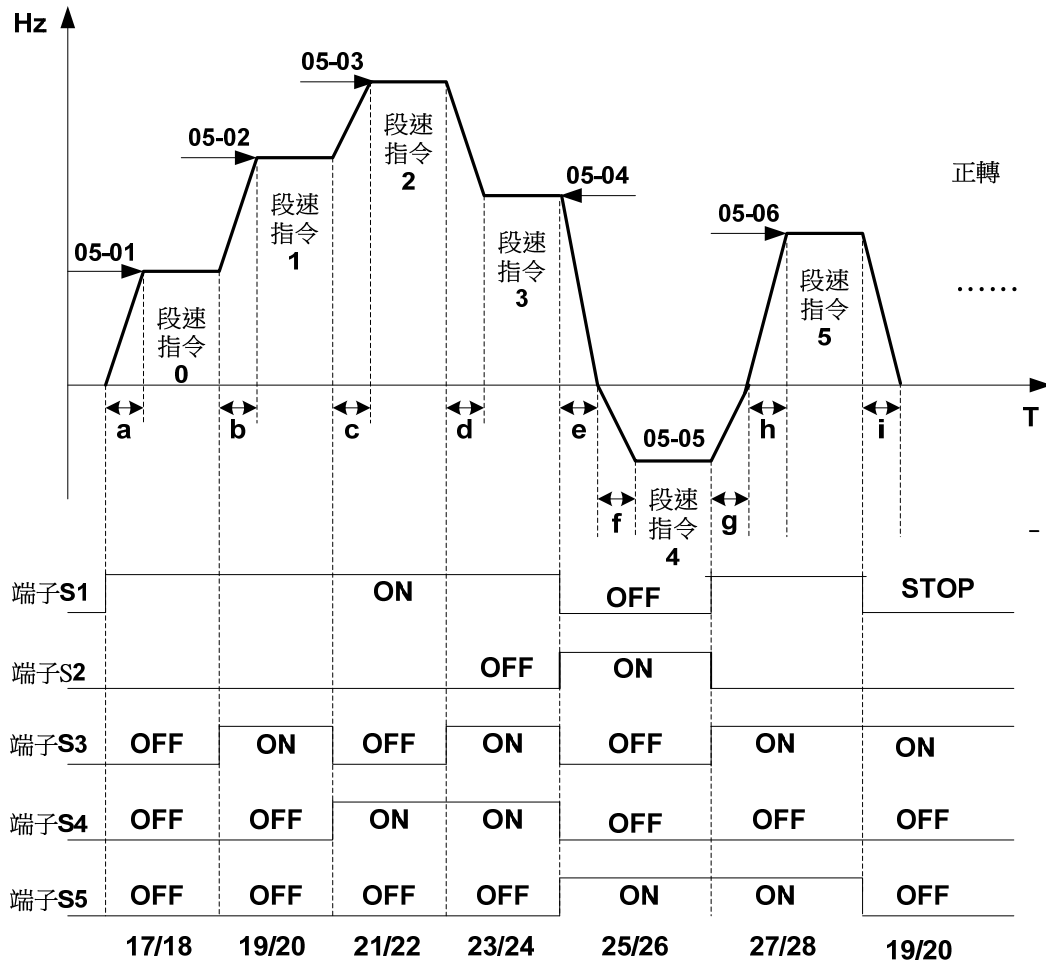 Hz
05-03
05-02
05-04
05-01
05-06
正轉
段速
指令
2
段速
指令
1
段速
指令
3
段速
指令
5
......
段速
指令
0
a
b
c
d
e
05-05
h
i
T
f
段速
指令
4
g
–
端子S1
ON
OFF
STOP
端子S2
OFF
ON
端子S3
OFF
ON
OFF
ON
OFF
ON
ON
端子S4
OFF
OFF
ON
ON
OFF
OFF
OFF
端子S5
OFF
OFF
OFF
OFF
ON
ON
OFF
17/18
19/20
21/22
23/24
25/26
27/28
19/20